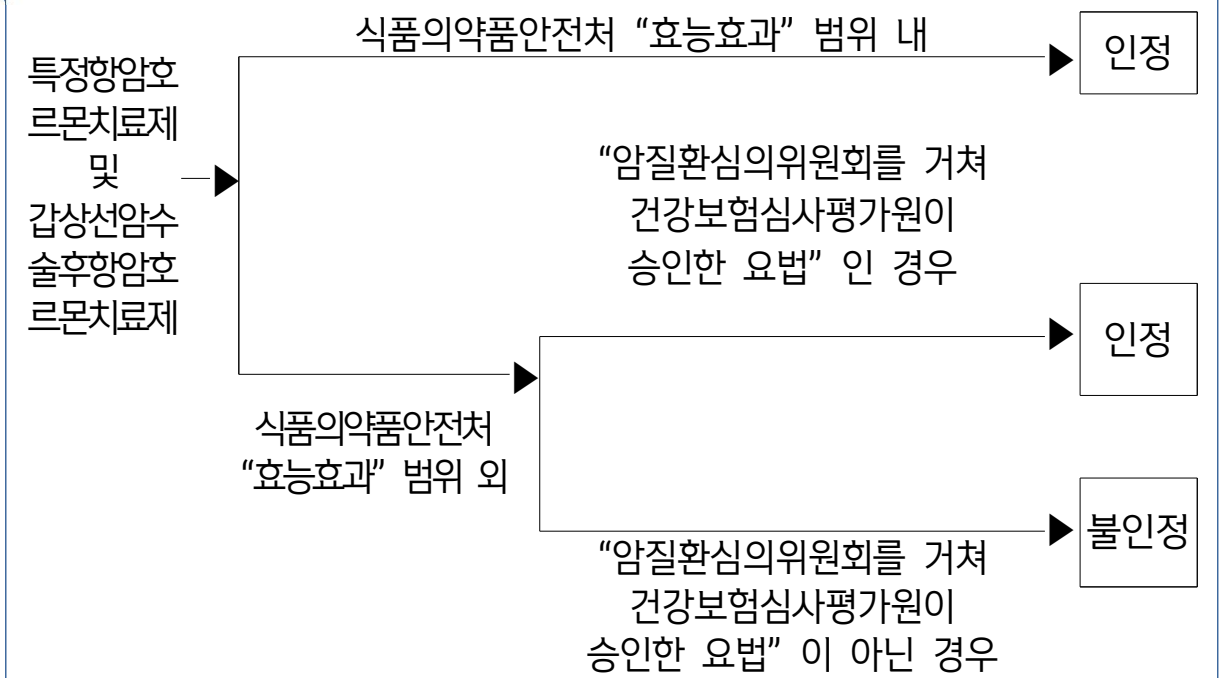 식품의약품안전처 “효능효과” 범위 내
인정
특정항암호
르몬치료제
및
갑상선암수
술후항암호
르몬치료제
“암질환심의위원회를 거쳐
건강보험심사평가원이
승인한 요법” 인 경우
인정
식품의약품안전처
“효능효과” 범위 외
불인정
“암질환심의위원회를 거쳐
건강보험심사평가원이
승인한 요법” 이 아닌 경우